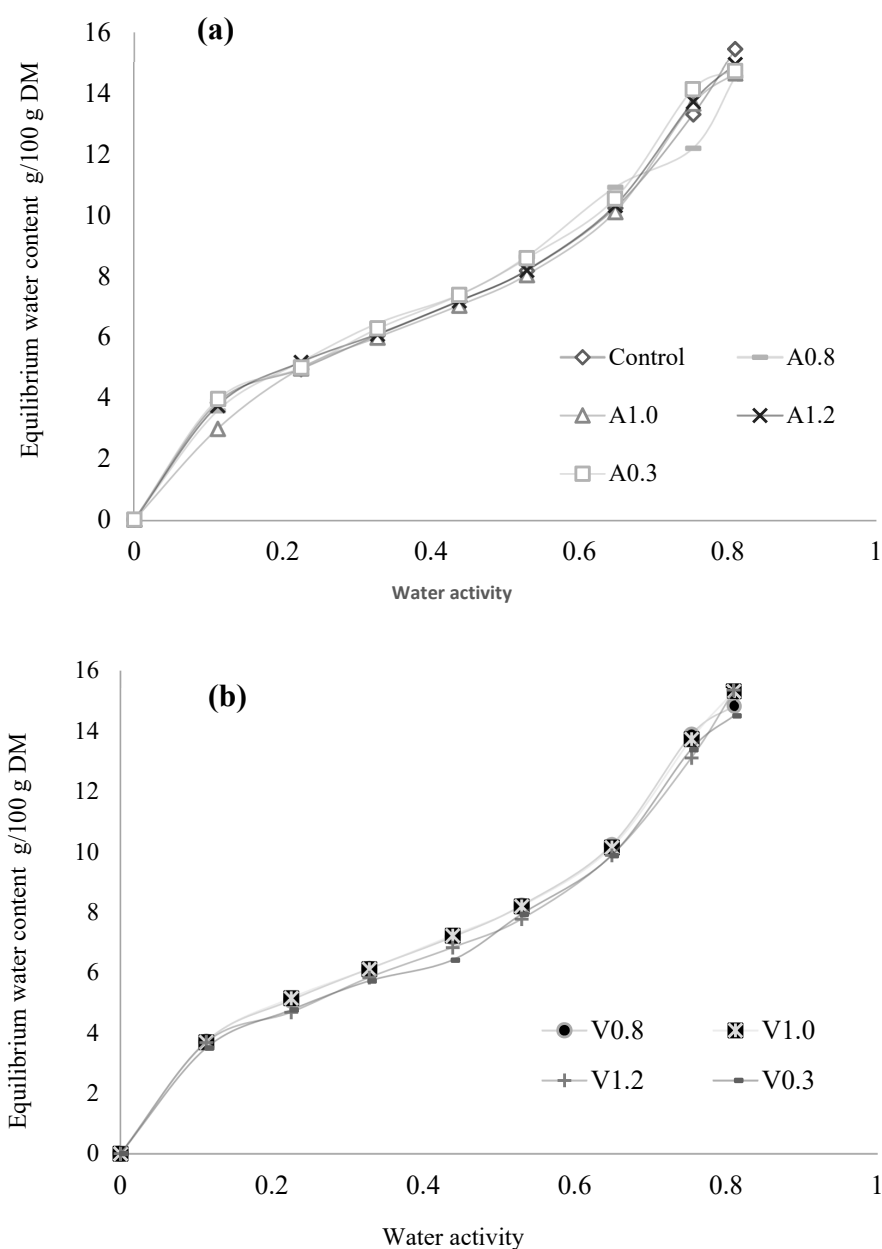 (a)
Equilibrium water content g/100 g DM
16
14
12
10
8
6
4
2
0
0 0.2 0.4 0.6 0.8 1
Water activity
Control A0.8
A1.0 A1.2
A0.3
(b)
Equilibrium water content g/100 g DM
16
14
12
10
8
6
4
2
0
0 0.2 0.4 0.6 0.8 1
Water activity
V0.8 V1.0
V1.2 V0.3